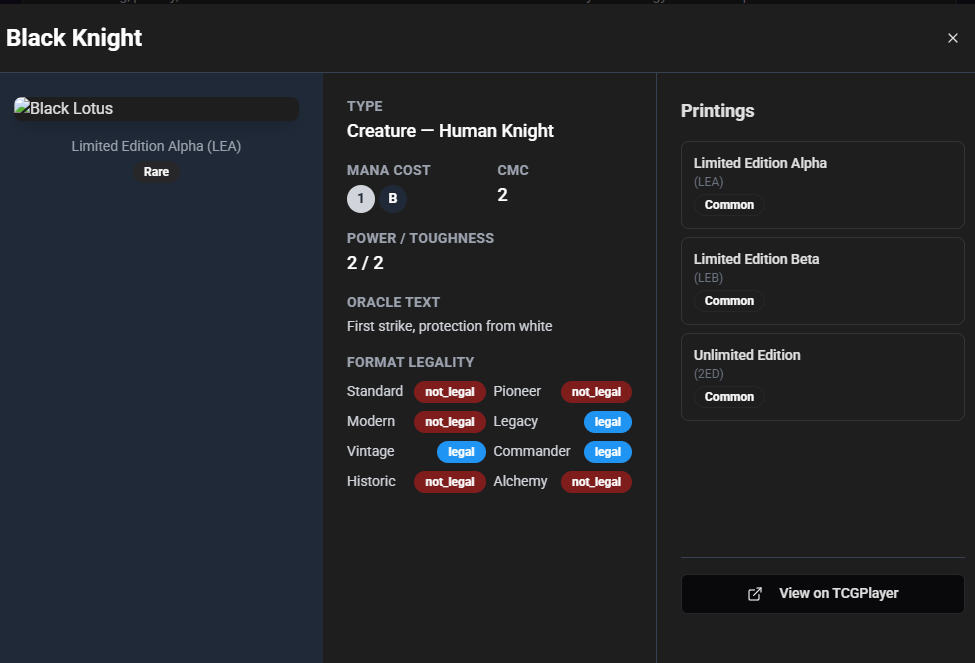 Black Knight
Black Lotus
Limited Edition Alpha (LEA)
Rare
TYPE
Creature — Human Knight
MANA COST CMC
1 B 2
POWER / TOUGHNESS
2 / 2
ORACLE TEXT
First strike, protection from white
FORMAT LEGALITY
Standard not_legal Pioneer not_legal
Modern not_legal Legacy legal
Vintage legal Commander legal
Historic not_legal Alchemy not_legal
Printings
Limited Edition Alpha
(LEA)
Common
Limited Edition Beta
(LEB)
Common
Unlimited Edition
(2ED)
Common
View on TCGPlayer